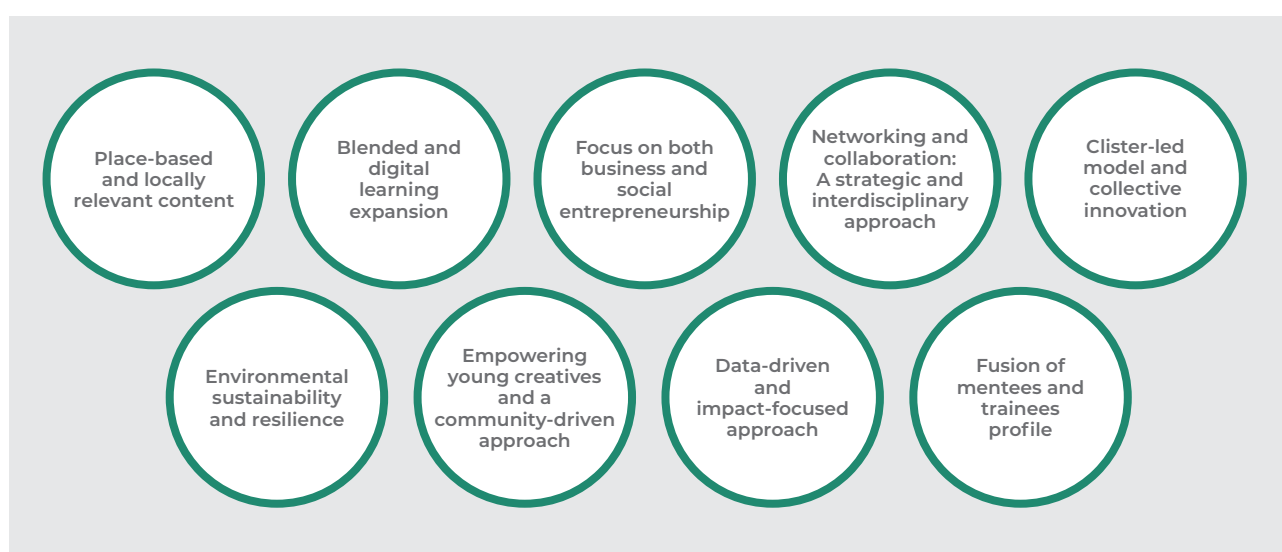 Place-based
and locally
relevant content
Blended and
digital
learning
expansion
Focus on both
business and
social
entrepreneurship
Networking and
collaboration:
A strategic and
interdisciplinary
approach
Clister-led
model and
collective
innovation
Environmental
sustainability
and resilience
Empowering
young creatives
and a
community-driven
approach
Data-driven
and
impact-focused
approach
Fusion of
mentees and
trainees
profile